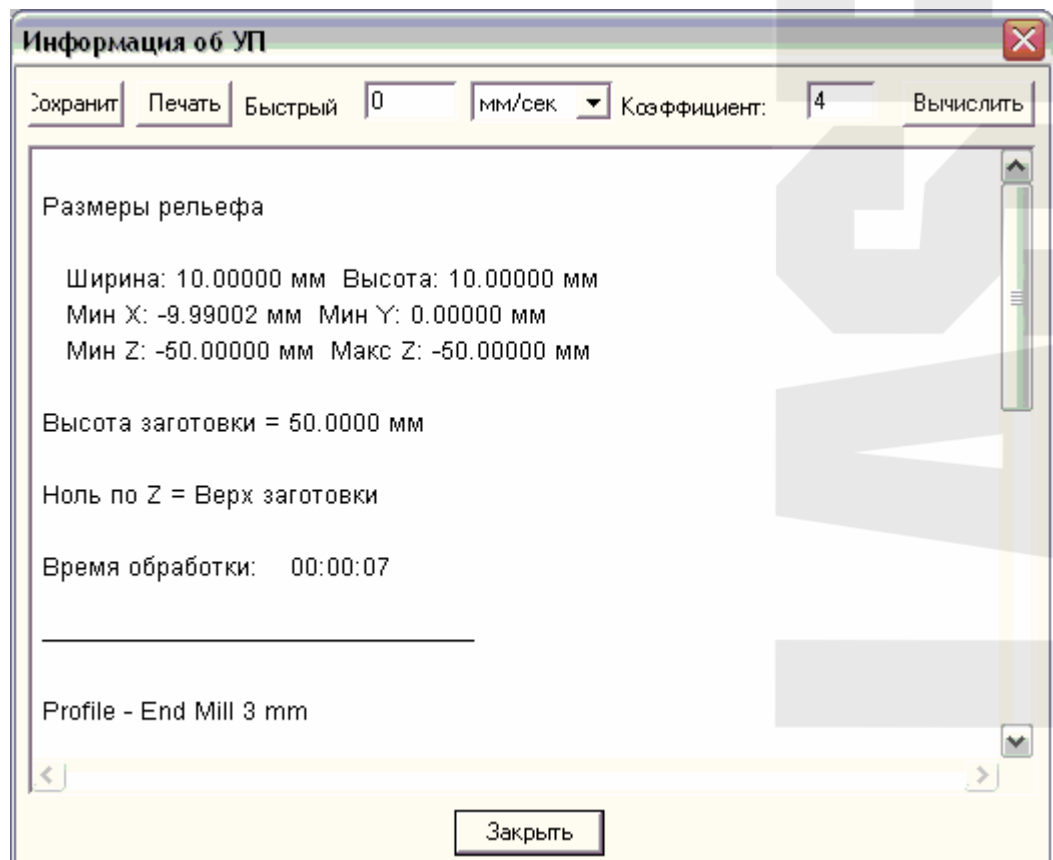 Информация об УП
Сохранит Печать Быстрый 0 мм/сек Коэффициент: 4 Вычислить
Размеры рельефа
Ширина: 10.00000 мм Высота: 10.00000 мм
Мин X: -9.99002 мм Мин Y: 0.00000 мм
Мин Z: -50.00000 мм Макс Z: -50.00000 мм
Высота заготовки = 50.0000 мм
Ноль по Z = Верх заготовки
Время обработки: 00:00:07
Profile - End Mill 3 mm
Закрыть